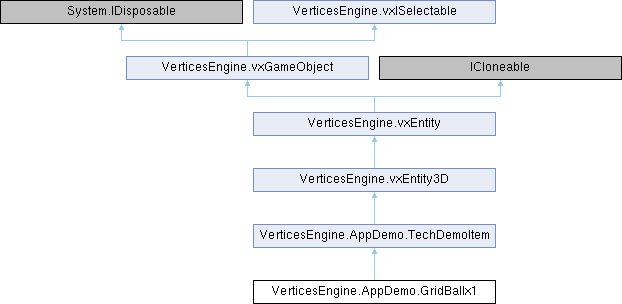 System.IDisposable
VerticesEngine.vxISelectable
VerticesEngine.vxGameObject
ICloneable
VerticesEngine.vxEntity
VerticesEngine.vxEntity3D
VerticesEngine.AppDemo.TechDemoItem
VerticesEngine.AppDemo.GridBallx1